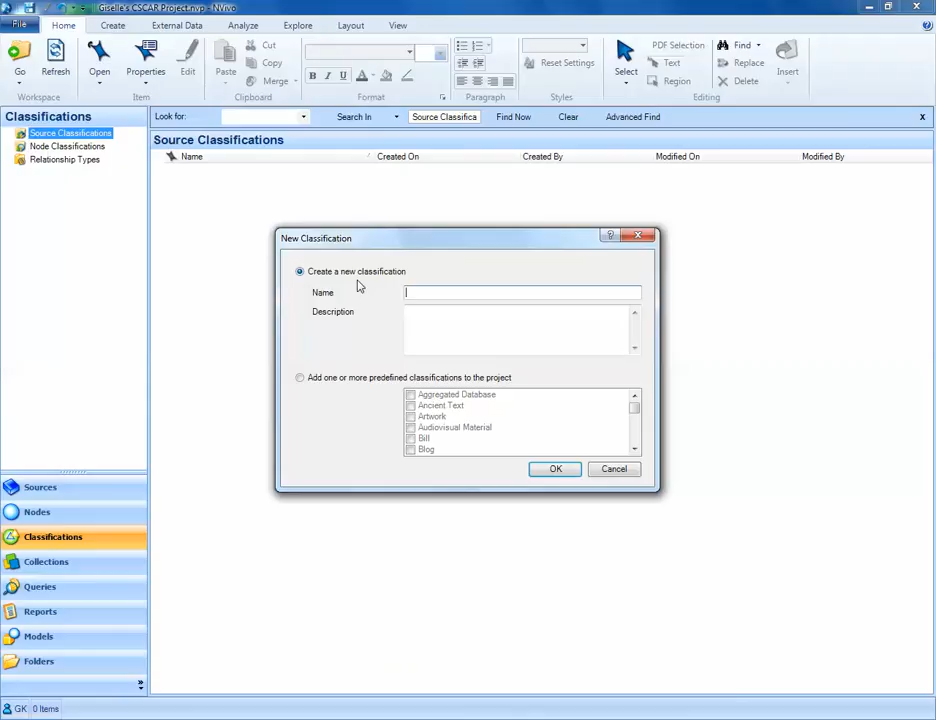 Giselle's CSCAR Project.nvp - NVivo
File Home Create External Data Analyze Explore Layout View
Go Refresh Open Properties Edit Paste Cut Copy Merge
B I U
Reset Settings
Select PDF Selection Text Region Find Replace Delete Insert
Workspace Item Clipboard Format Paragraph Styles Editing
Classifications
Source Classifications
Node Classifications
Relationship Types
Look for: Search In Source Classifica Find Now Clear Advanced Find x
Source Classifications
Name Created On Created By Modified On Modified By
New Classification
Create a new classification
Name
Description
Add one or more predefined classifications to the project
Aggregated Database
Ancient Text
Artwork
Audiovisual Material
Bill
Blog
OK Cancel
Sources
Nodes
Classifications
Collections
Queries
Reports
Models
Folders
GK 0 Items